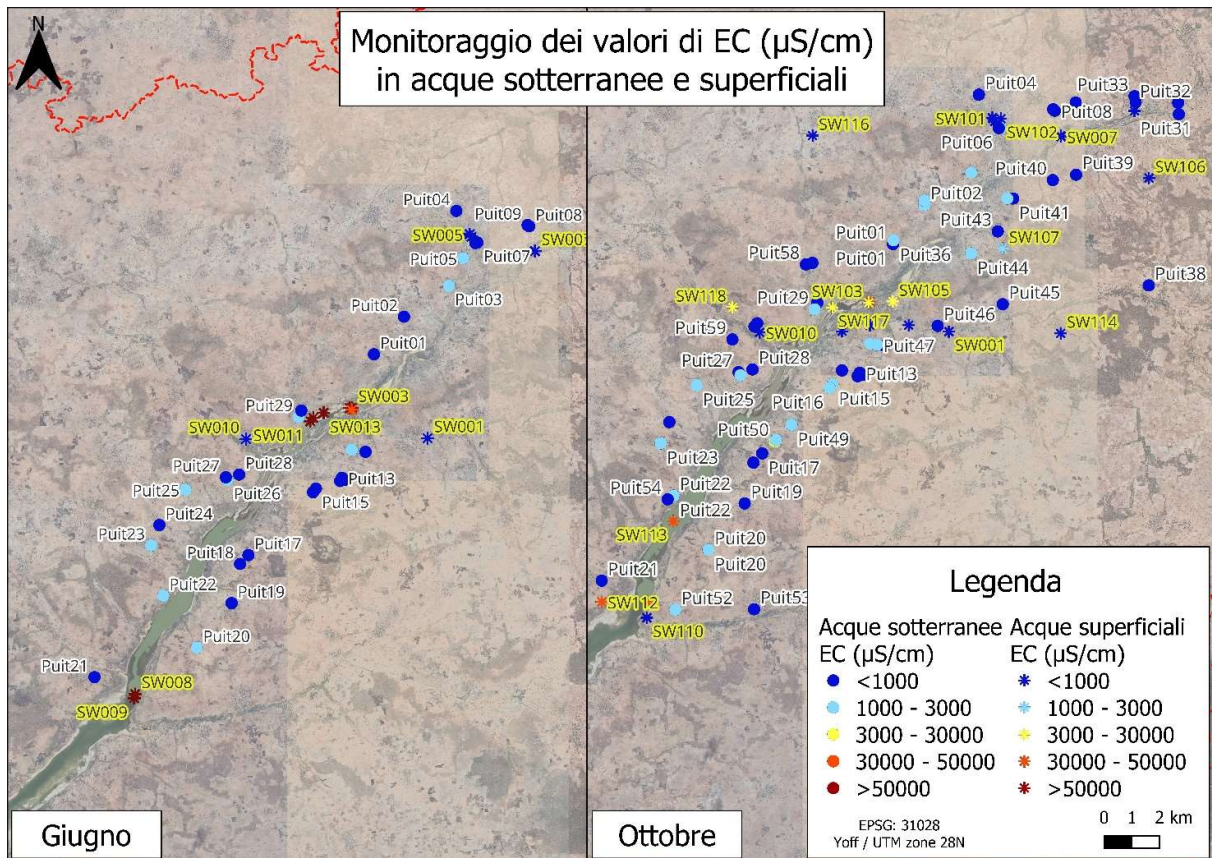 N
Monitoraggio dei valori di EC (µS/cm)
in acque sotterranee e superficiali
Puit04
Puit09
Puit08
SW005
SW00
Puit05
Puit07
Puit03
Puit02
Puit01
SW003
Puit29
SW010
SW011
SW013
SW001
Puit27
Puit28
Puit13
Puit25
Puit26
Puit15
Puit24
Puit23
Puit18
Puit17
Puit22
Puit19
Puit20
Puit21
SW008
SW009
Giugno
Puit04
Puit33
Puit32
SW101
Puit08
SW116
SW102
Puit31
Puit06
SW007
Puit40
Puit39
SW106
Puit02
Puit41
Puit43
Puit01
SW107
Puit58
Puit01
Puit36
Puit44
Puit38
Puit29
SW103
SW105
Puit45
SW118
Puit46
SW010
SW117
SW114
Puit59
Puit47
SW001
Puit27
Puit28
Puit13
Puit25
Puit16
Puit15
Puit50
Puit49
Puit23
Puit17
Puit22
Puit54
Puit19
Puit22
SW113
Puit20
Puit21
Puit20
SW112
Puit52
Puit53
SW110
Ottobre
Legenda
Acque sotterranee Acque superficiali
EC (µS/cm) EC (µS/cm)
<1000 <1000
1000 - 3000 1000 - 3000
3000 - 30000 3000 - 30000
30000 - 50000 30000 - 50000
>50000 >50000
EPSG: 31028
Yoff / UTM zone 28N
0 1 2 km